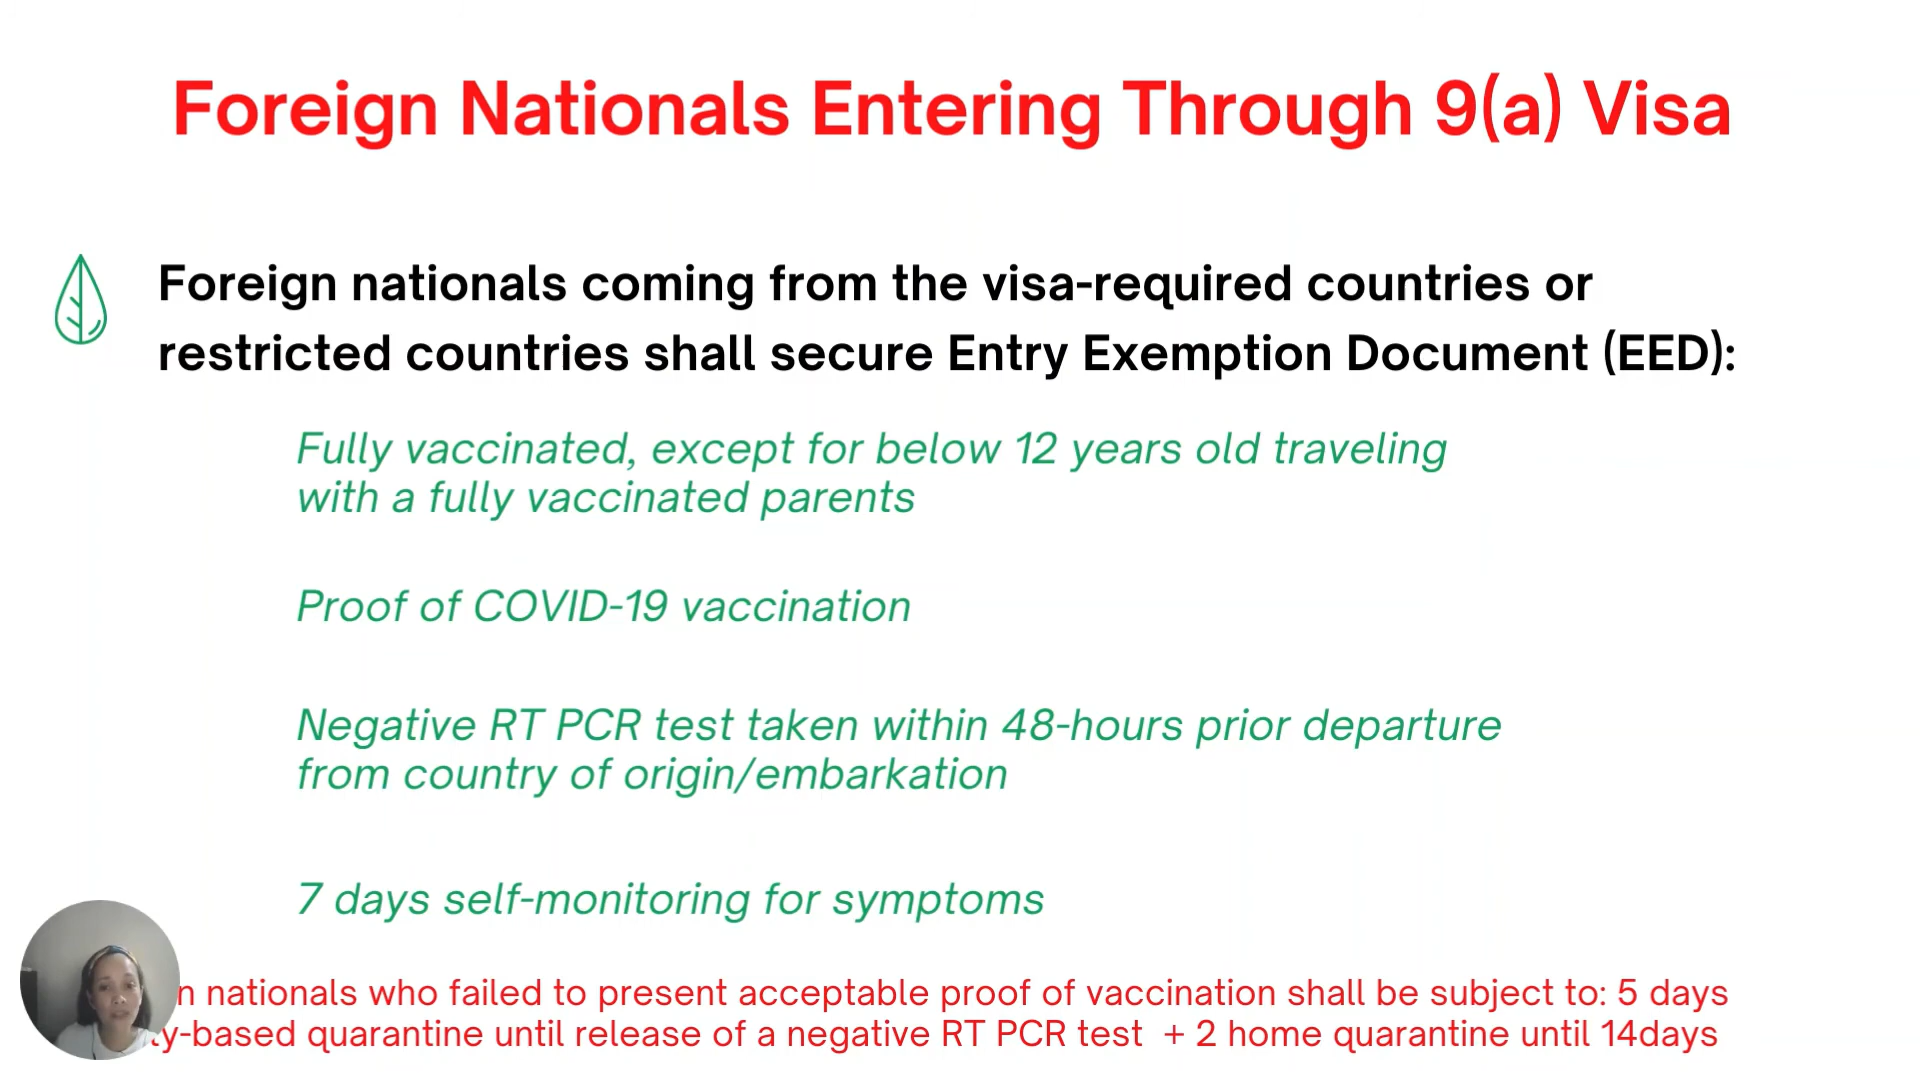 Foreign Nationals Entering Through 9(a) Visa
Foreign nationals coming from the visa-required countries or
restricted countries shall secure Entry Exemption Document (EED):
Fully vaccinated, except for below 12 years old traveling
with a fully vaccinated parents
Proof of COVID-19 vaccination
Negative RT PCR test taken within 48-hours prior departure
from country of origin/embarkation
7 days self-monitoring for symptoms
nationals who failed to present acceptable proof of vaccination shall be subject to: 5 days
-based quarantine until release of a negative RT PCR test + 2 home quarantine until 14days